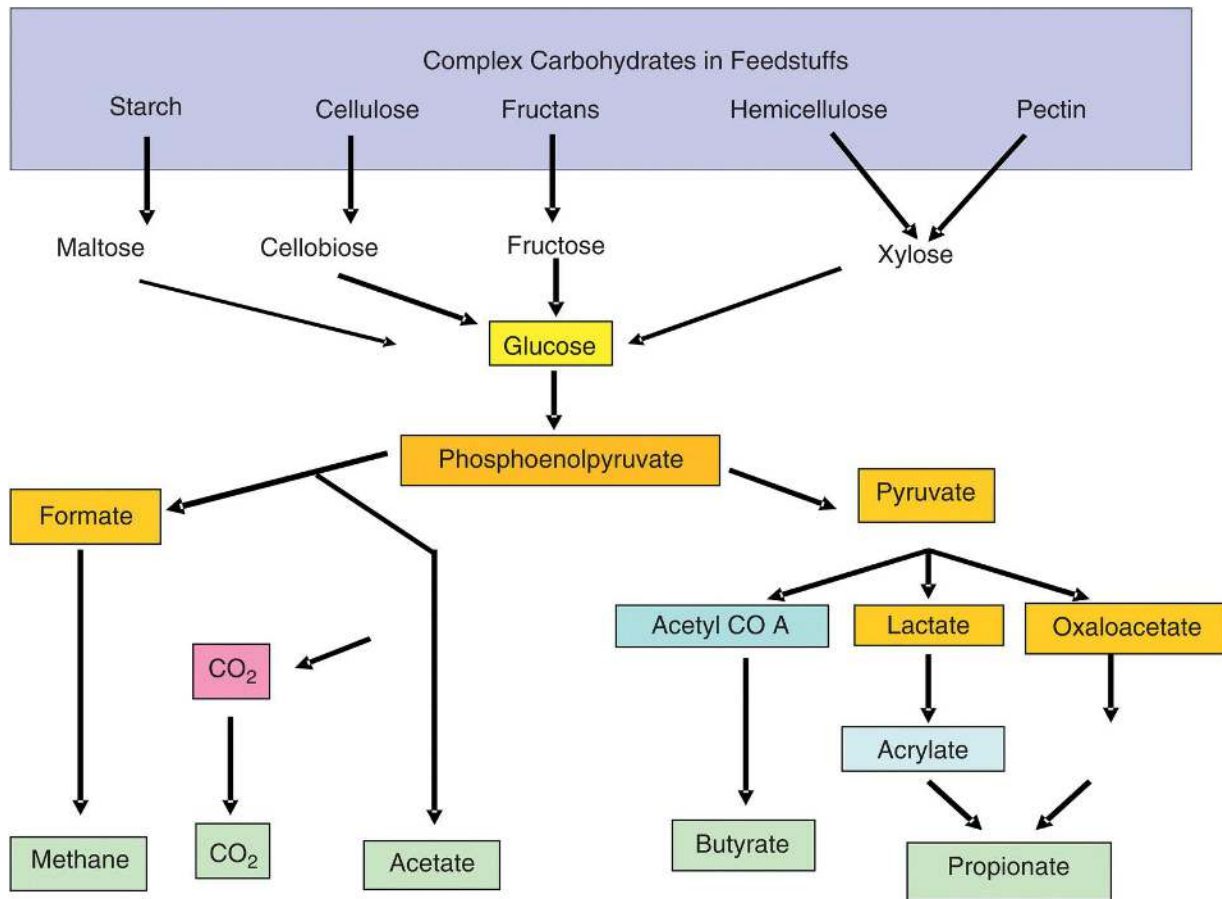 Complex Carbohydrates in Feedstuffs
Starch
Cellulose
Fructans
Hemicellulose
Pectin
Maltose
Cellobiose
Fructose
Xylose
Glucose
Phosphoenolpyruvate
Pyruvate
Formate
Acetyl CO A
Lactate
Oxaloacetate
CO₂
Acrylate
Methane
CO₂
Acetate
Butyrate
Propionate